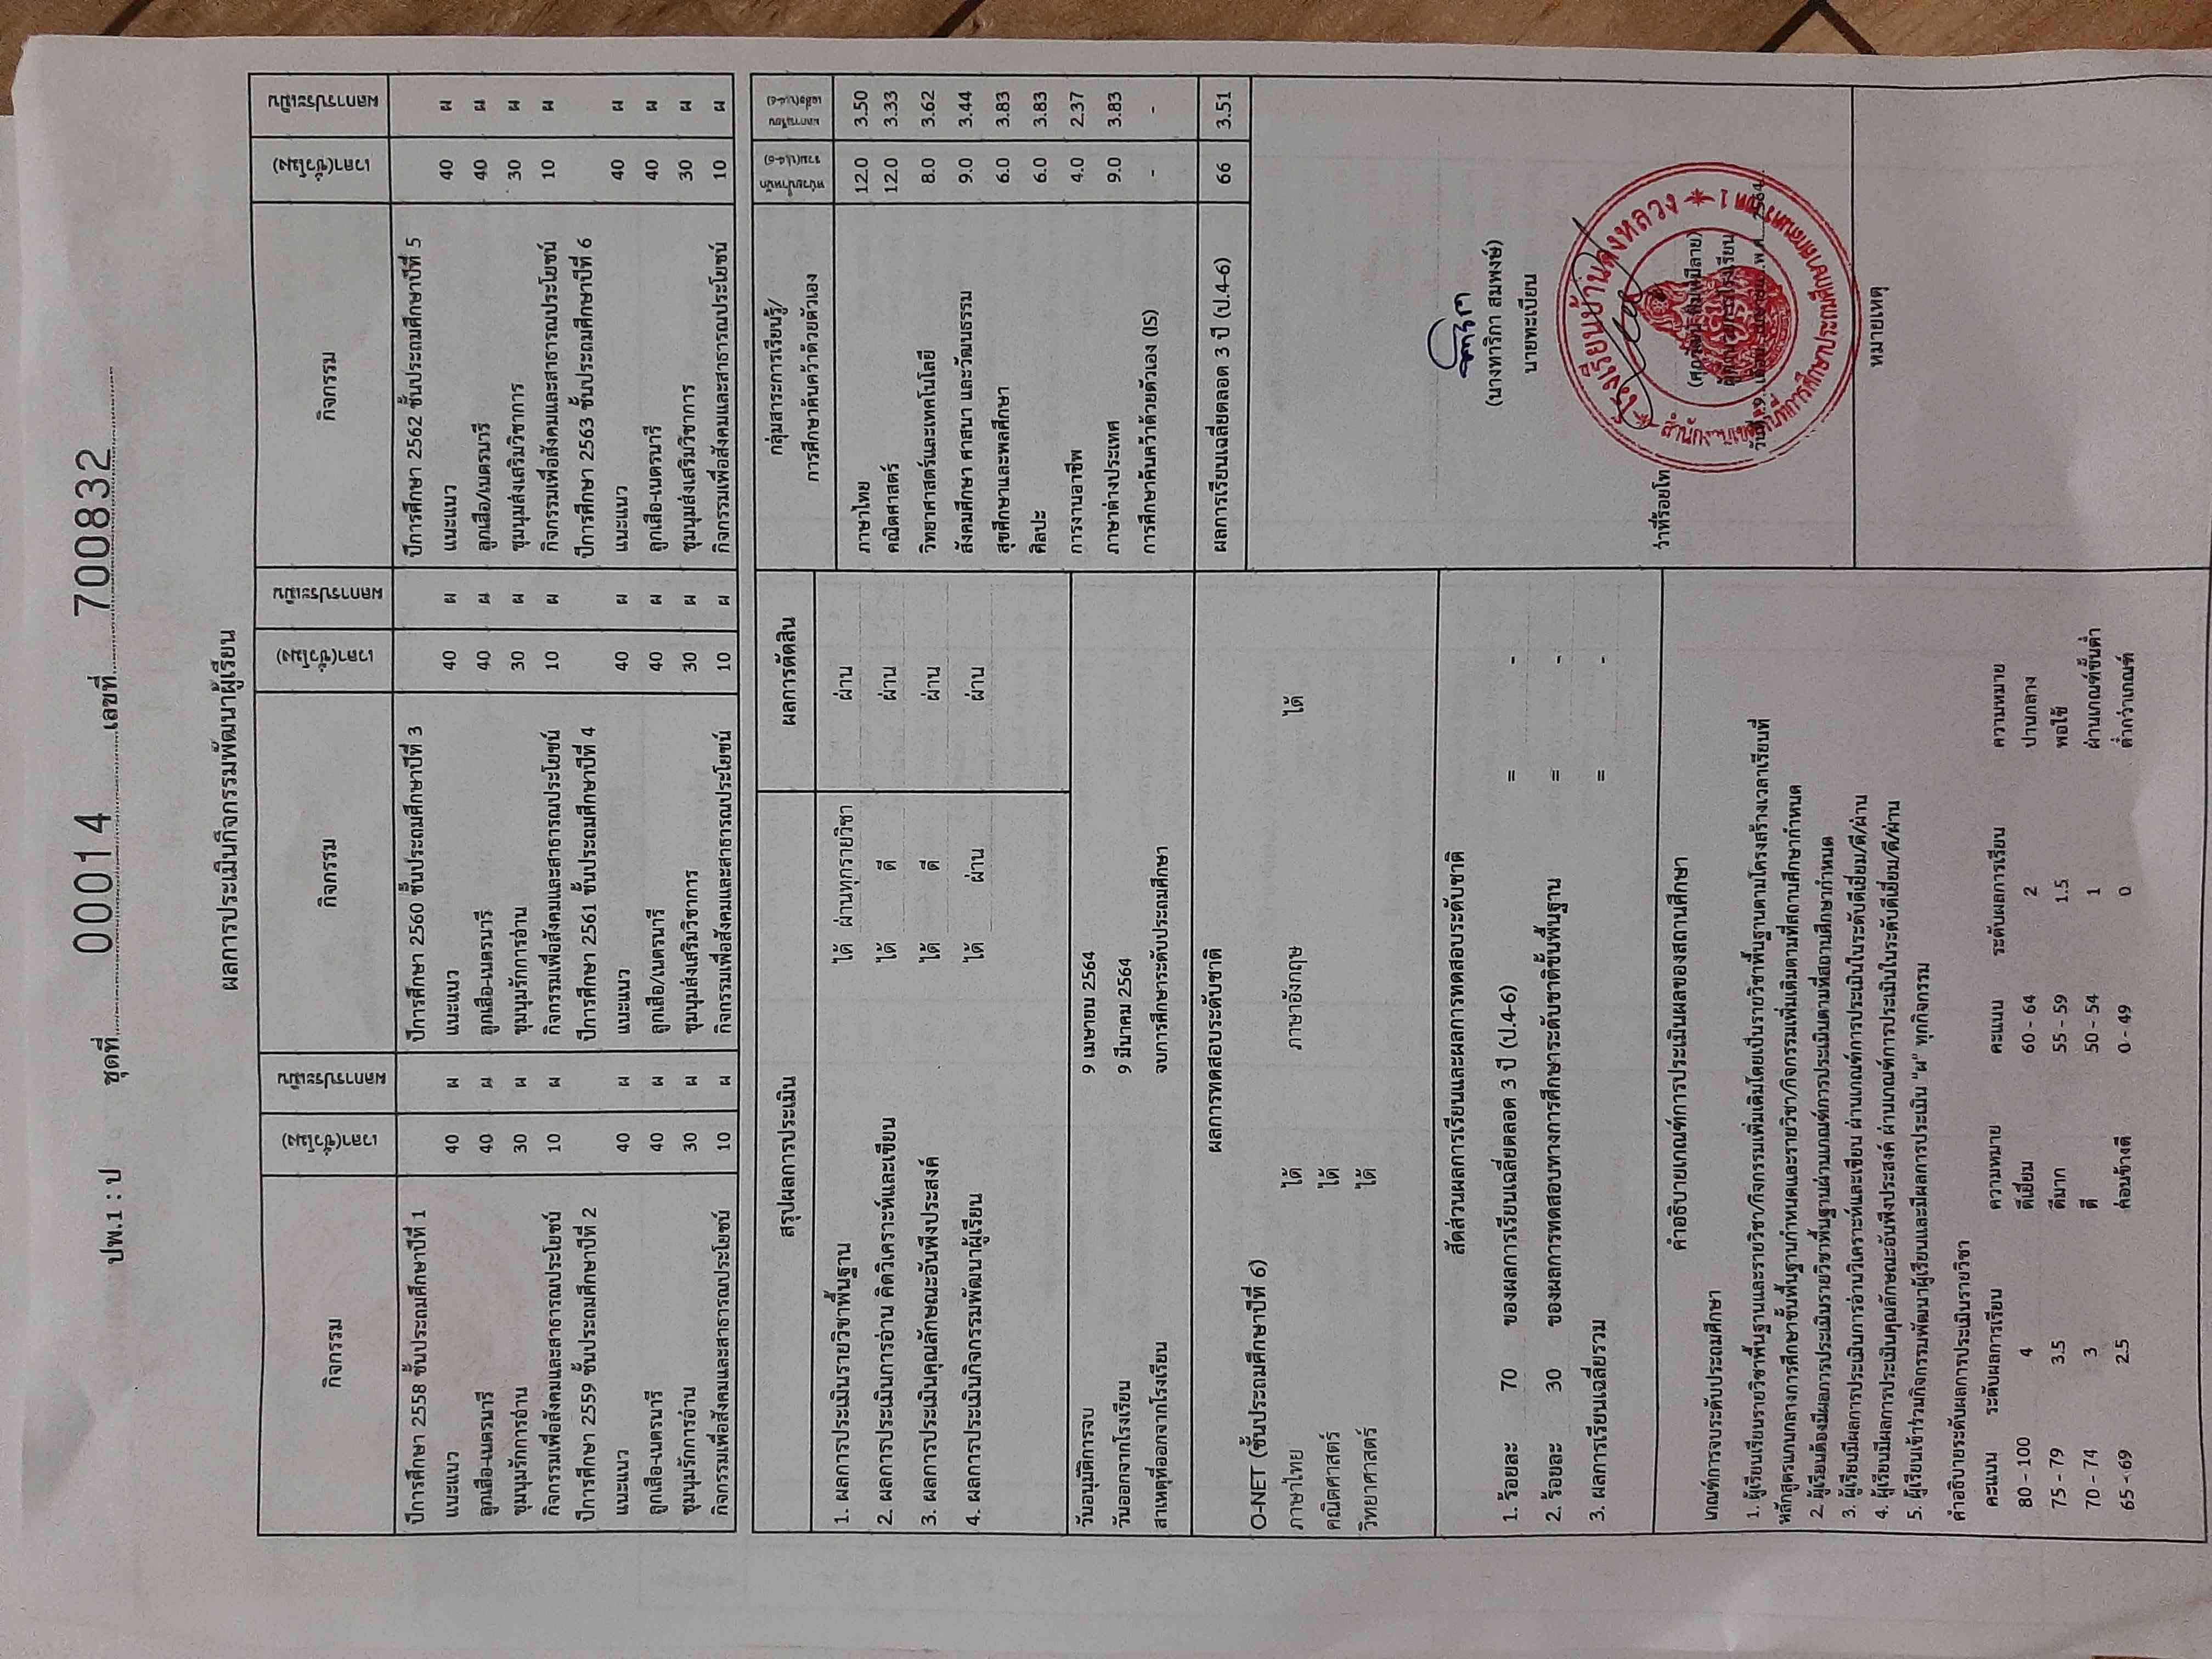 ปพ.1 : ป ชุดที่ 00014 เลขที่ 700832
ผลการประเมินกิจกรรมพัฒนาผู้เรียน
กิจกรรม เวลา(ชั่วโมง) ผลการประเมิน กิจกรรม เวลา(ชั่วโมง) ผลการประเมิน กิจกรรม เวลา(ชั่วโมง) ผลการประเมิน
ปีการศึกษา 2558 ชั้นประถมศึกษาปีที่ 1 ปีการศึกษา 2560 ชั้นประถมศึกษาปีที่ 3 ปีการศึกษา 2562 ชั้นประถมศึกษาปีที่ 5
แนะแนว 40 ผ แนะแนว 40 ผ แนะแนว 40 ผ
ลูกเสือ-เนตรนารี 40 ผ ลูกเสือ-เนตรนารี 40 ผ ลูกเสือ/เนตรนารี 40 ผ
ชุมนุมรักการอ่าน 30 ผ ชุมนุมรักการอ่าน 30 ผ ชุมนุมส่งเสริมวิชาการ 30 ผ
กิจกรรมเพื่อสังคมและสาธารณประโยชน์ 10 ผ กิจกรรมเพื่อสังคมและสาธารณประโยชน์ 10 ผ กิจกรรมเพื่อสังคมและสาธารณประโยชน์ 10 ผ
ปีการศึกษา 2559 ชั้นประถมศึกษาปีที่ 2 ปีการศึกษา 2561 ชั้นประถมศึกษาปีที่ 4 ปีการศึกษา 2563 ชั้นประถมศึกษาปีที่ 6
แนะแนว 40 ผ แนะแนว 40 ผ แนะแนว 40 ผ
ลูกเสือ-เนตรนารี 40 ผ ลูกเสือ/เนตรนารี 40 ผ ลูกเสือ-เนตรนารี 40 ผ
ชุมนุมรักการอ่าน 30 ผ ชุมนุมส่งเสริมวิชาการ 30 ผ ชุมนุมส่งเสริมวิชาการ 30 ผ
กิจกรรมเพื่อสังคมและสาธารณประโยชน์ 10 ผ กิจกรรมเพื่อสังคมและสาธารณประโยชน์ 10 ผ กิจกรรมเพื่อสังคมและสาธารณประโยชน์ 10 ผ
สรุปผลการประเมิน ผลการตัดสิน
1. ผลการประเมินรายวิชาพื้นฐาน ได้ ผ่านทุกรายวิชา ผ่าน
2. ผลการประเมินการอ่าน คิดวิเคราะห์และเขียน ได้ ดี ผ่าน
3. ผลการประเมินคุณลักษณะอันพึงประสงค์ ได้ ดี ผ่าน
4. ผลการประเมินกิจกรรมพัฒนาผู้เรียน ได้ ผ่าน ผ่าน
วันอนุมัติการจบ 9 เมษายน 2564
วันออกจากโรงเรียน 9 มีนาคม 2564
สาเหตุที่ออกจากโรงเรียน จบการศึกษาระดับประถมศึกษา
ผลการทดสอบระดับชาติ
O-NET (ชั้นประถมศึกษาปีที่ 6)
ภาษาไทย ได้ ภาษาอังกฤษ ได้
คณิตศาสตร์ ได้
วิทยาศาสตร์ ได้
สัดส่วนผลการเรียนและผลการทดสอบระดับชาติ
1. ร้อยละ 70 ของผลการเรียนเฉลี่ยตลอด 3 ปี (ป.4-6) = -
2. ร้อยละ 30 ของผลการทดสอบทางการศึกษาระดับชาติขั้นพื้นฐาน = -
3. ผลการเรียนเฉลี่ยรวม = -
คำอธิบายเกณฑ์การประเมินผลของสถานศึกษา
เกณฑ์การจบระดับประถมศึกษา
1. ผู้เรียนเรียนรายวิชาพื้นฐานและรายวิชา/กิจกรรมเพิ่มเติมโดยเป็นรายวิชาพื้นฐานตามโครงสร้างเวลาเรียนที่
หลักสูตรแกนกลางการศึกษาขั้นพื้นฐานกำหนดและรายวิชา/กิจกรรมเพิ่มเติมตามที่สถานศึกษากำหนด
2. ผู้เรียนต้องมีผลการประเมินรายวิชาพื้นฐานผ่านเกณฑ์การประเมินตามที่สถานศึกษากำหนด
3. ผู้เรียนมีผลการประเมินการอ่านวิเคราะห์และเขียน ผ่านเกณฑ์การประเมินในระดับดีเยี่ยม/ดี/ผ่าน
4. ผู้เรียนมีผลการประเมินคุณลักษณะอันพึงประสงค์ ผ่านเกณฑ์การประเมินในระดับดีเยี่ยม/ดี/ผ่าน
5. ผู้เรียนเข้าร่วมกิจกรรมพัฒนาผู้เรียนและมีผลการประเมิน "ผ" ทุกกิจกรรม
คำอธิบายระดับผลการประเมินรายวิชา
คะแนน ระดับผลการเรียน ความหมาย คะแนน ระดับผลการเรียน ความหมาย
80 - 100 4 ดีเยี่ยม 60 - 64 2 ปานกลาง
75 - 79 3.5 ดีมาก 55 - 59 1.5 พอใช้
70 - 74 3 ดี 50 - 54 1 ผ่านเกณฑ์ขั้นต่ำ
65 - 69 2.5 ค่อนข้างดี 0 - 49 0 ต่ำกว่าเกณฑ์
กลุ่มสาระการเรียนรู้/
การศึกษาค้นคว้าด้วยตัวเอง
หน่วยน้ำหนัก
รวม(ป.4-6)
ผลการเรียน
เฉลี่ย(ป.4-6)
ภาษาไทย 12.0 3.50
คณิตศาสตร์ 12.0 3.33
วิทยาศาสตร์และเทคโนโลยี 8.0 3.62
สังคมศึกษา ศาสนา และวัฒนธรรม 9.0 3.44
สุขศึกษาและพลศึกษา 6.0 3.83
ศิลปะ 6.0 3.83
การงานอาชีพ 4.0 2.37
ภาษาต่างประเทศ 9.0 3.83
การศึกษาค้นคว้าด้วยตัวเอง (IS) - -
ผลการเรียนเฉลี่ยตลอด 3 ปี (ป.4-6) 66 3.51
(นางทาริกา สมพงษ์)
นายทะเบียน
ว่าที่ร้อยโท
โรงเรียนบ้านดงหลวง
หมายเหตุ